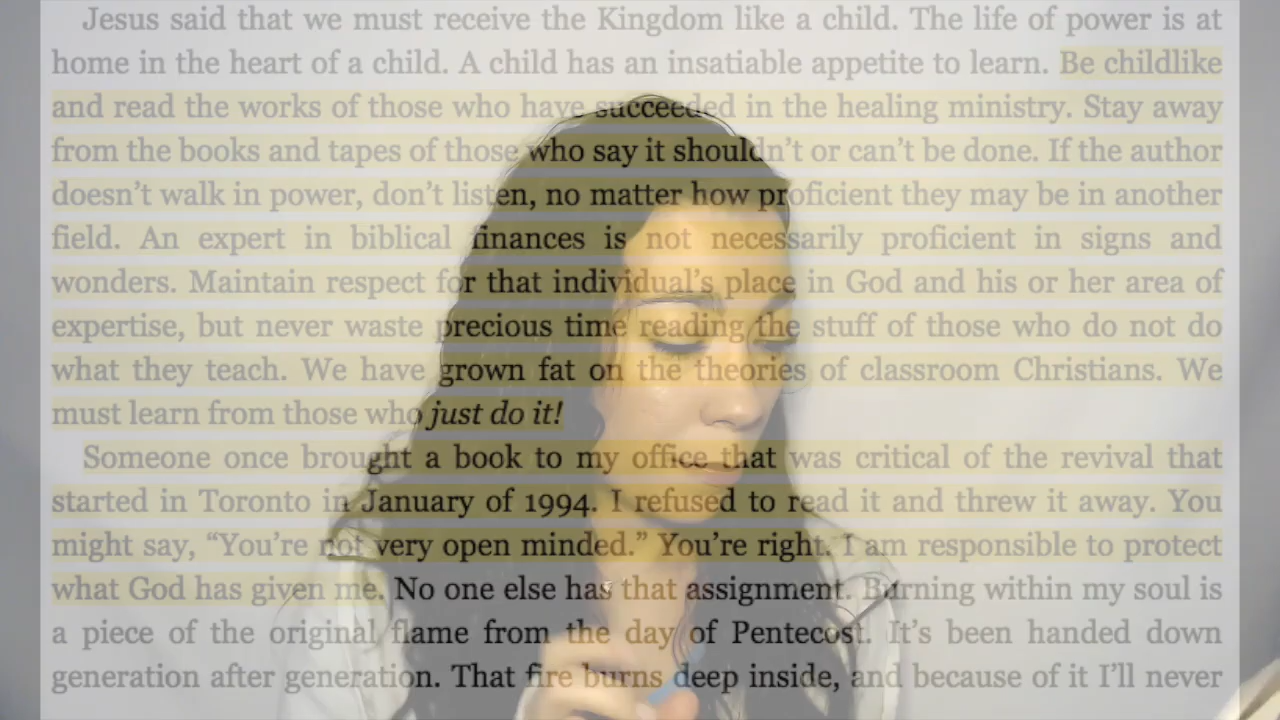 Jesus said that we must receive the Kingdom like a child. The life of power is at
home in the heart of a child. A child has an insatiable appetite to learn. Be childlike
and read the works of those who have succeeded in the healing ministry. Stay away
from the books and tapes of those who say it shouldn’t or can’t be done. If the author
doesn’t walk in power, don’t listen, no matter how proficient they may be in another
field. An expert in biblical finances is not necessarily proficient in signs and
wonders. Maintain respect for that individual’s place in God and his or her area of
expertise, but never waste precious time reading the stuff of those who do not do
what they teach. We have grown fat on the theories of classroom Christians. We
must learn from those who just do it!
Someone once brought a book to my office that was critical of the revival that
started in Toronto in January of 1994. I refused to read it and threw it away. You
might say, “You’re not very open minded.” You’re right. I am responsible to protect
what God has given me. No one else has that assignment. Burning within my soul is
a piece of the original flame from the day of Pentecost. It’s been handed down
generation after generation. That fire burns deep inside, and because of it I’ll never